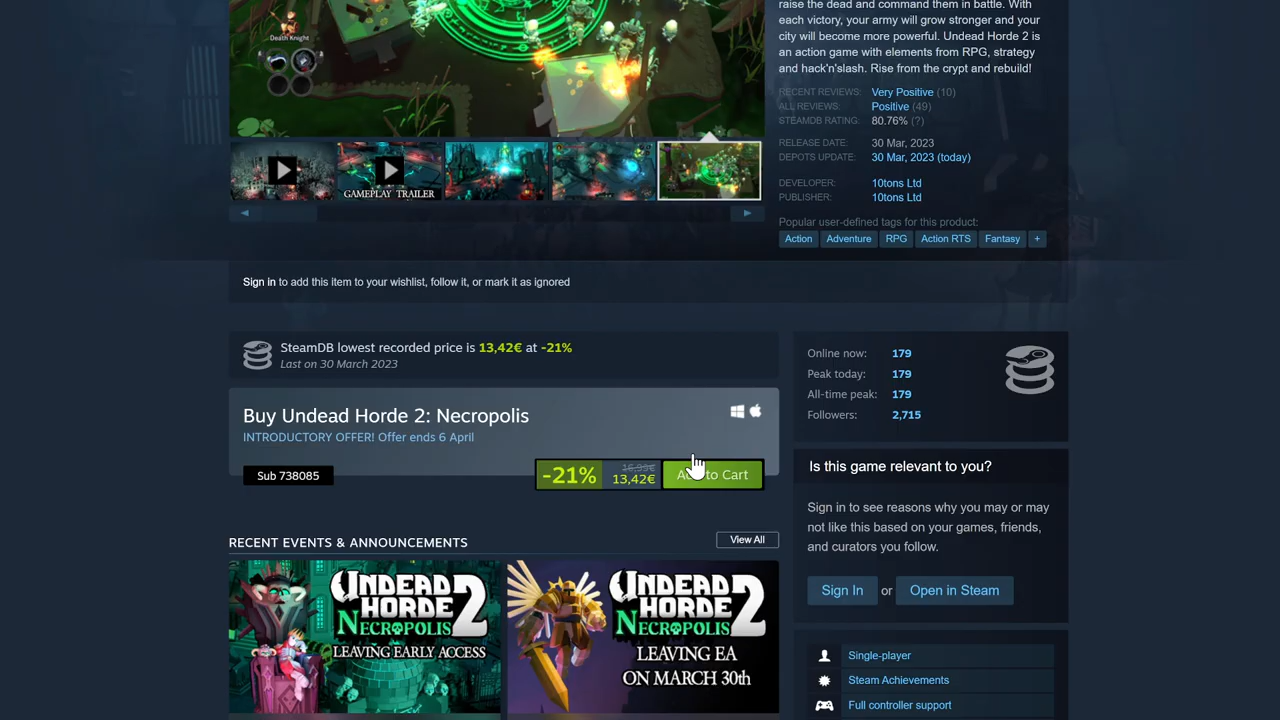 raise the dead and command them in battle. With
each victory, your army will grow stronger and your
city will become more powerful. Undead Horde 2 is
an action game with elements from RPG, strategy
and hack'n'slash. Rise from the crypt and rebuild!
Death Knight
RECENT REVIEWS: Very Positive (10)
ALL REVIEWS: Positive (49)
STEAMDB RATING: 80.76% (?)
RELEASE DATE: 30 Mar, 2023
DEPOTS UPDATE: 30 Mar, 2023 (today)
DEVELOPER: 10tons Ltd
PUBLISHER: 10tons Ltd
Popular user-defined tags for this product:
Action Adventure RPG Action RTS Fantasy +
GAMEPLAY TRAILER
Sign in to add this item to your wishlist, follow it, or mark it as ignored
SteamDB lowest recorded price is 13,42€ at -21%
Last on 30 March 2023
Buy Undead Horde 2: Necropolis
INTRODUCTORY OFFER! Offer ends 6 April
Sub 738085
-21%
16,99€
13,42€
to Cart
RECENT EVENTS & ANNOUNCEMENTS
View All
UNDEAD
HORDE 2
NECROPOLIS
LEAVING EARLY ACCESS
UNDEAD
HORDE 2
NECROPOLIS
LEAVING EA
ON MARCH 30th
Online now: 179
Peak today: 179
All-time peak: 179
Followers: 2,715
Is this game relevant to you?
Sign in to see reasons why you may or may
not like this based on your games, friends,
and curators you follow.
Sign In or Open in Steam
Single-player
Steam Achievements
Full controller support